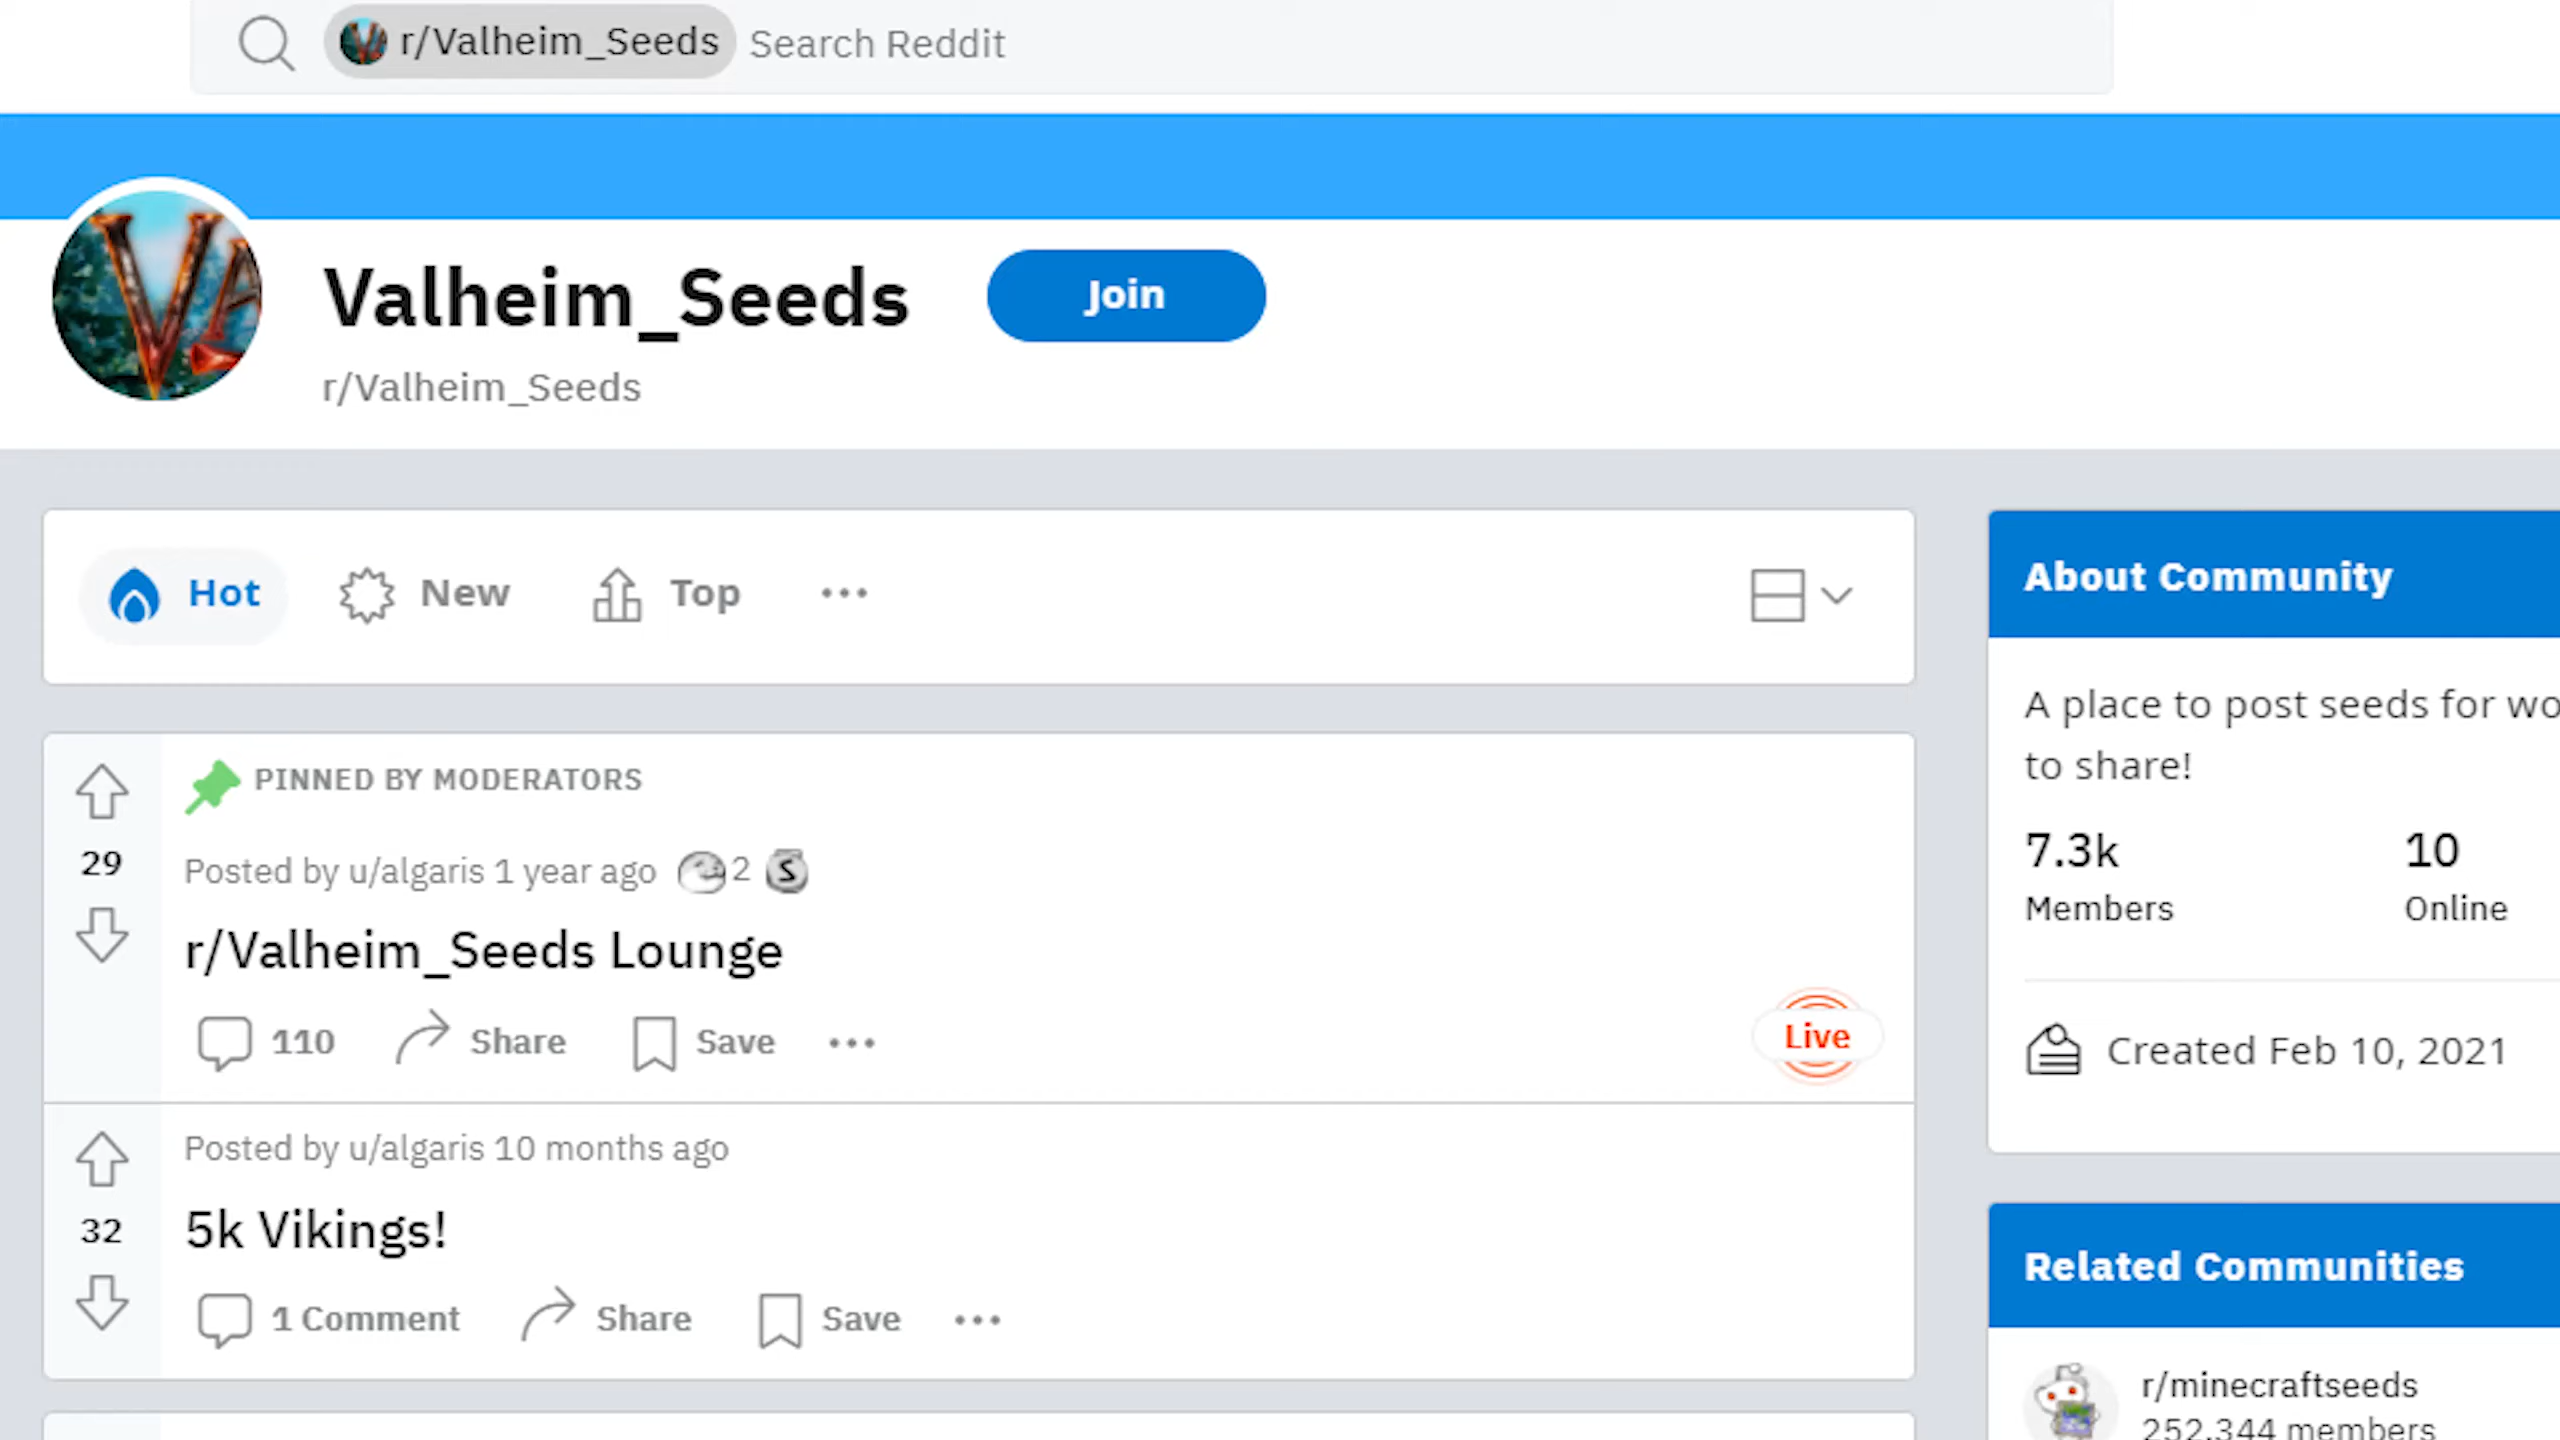 r/Valheim_Seeds Search Reddit
Valheim_Seeds
Join
r/Valheim_Seeds
Hot New Top
PINNED BY MODERATORS
29
Posted by u/algaris 1 year ago 2 S
r/Valheim_Seeds Lounge
110 Share Save
Live
Posted by u/algaris 10 months ago
32
5k Vikings!
1 Comment Share Save
About Community
A place to post seeds for wo
to share!
7.3k 10
Members Online
Created Feb 10, 2021
Related Communities
r/minecraftseeds
252,344 members